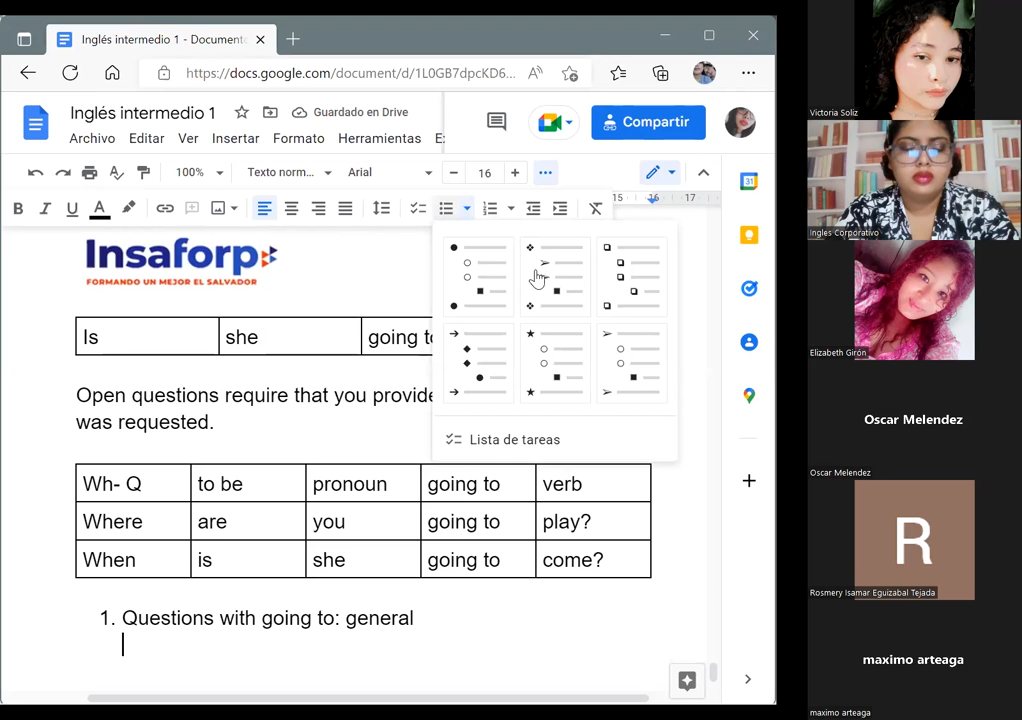 Inglés intermedio 1 - Documento
https://docs.google.com/document/d/1L0GB7dpcKD6...
Inglés intermedio 1
Guardado en Drive
Archivo Editar Ver Insertar Formato Herramientas E
Compartir
100% Texto norm... Arial 16
15 16 17
Insaforp
FORMANDO UN MEJOR EL SALVADOR
Is she going to
Open questions require that you provide
was requested.
Lista de tareas
Wh- Q to be pronoun going to verb
Where are you going to play?
When is she going to come?
1. Questions with going to: general
31
Victoria Soliz
Ingles Corporativo
Elizabeth Girón
Oscar Melendez
Oscar Melendez
R
Rosmery Isamar Eguizabal Tejada
maximo arteaga
maximo arteaga